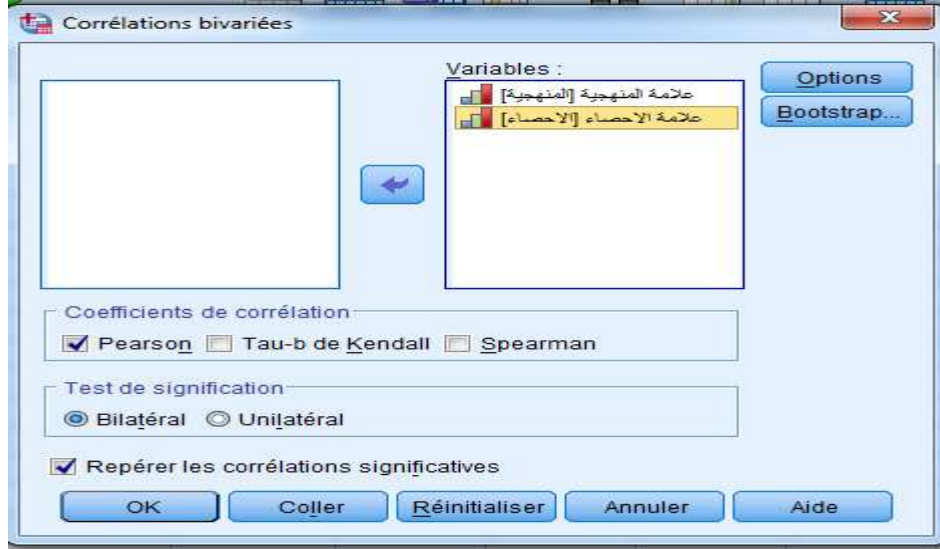 Corrélations bivariées
Variables :
علامة المنهجية [المنهجية]
علامة الاحصاء [الاحصاء]
Options
Bootstrap...
Coefficients de corrélation
Pearson Tau-b de Kendall Spearman
Test de signification
Bilatéral Unilatéral
Repérer les corrélations significatives
OK Coller Réinitialiser Annuler Aide